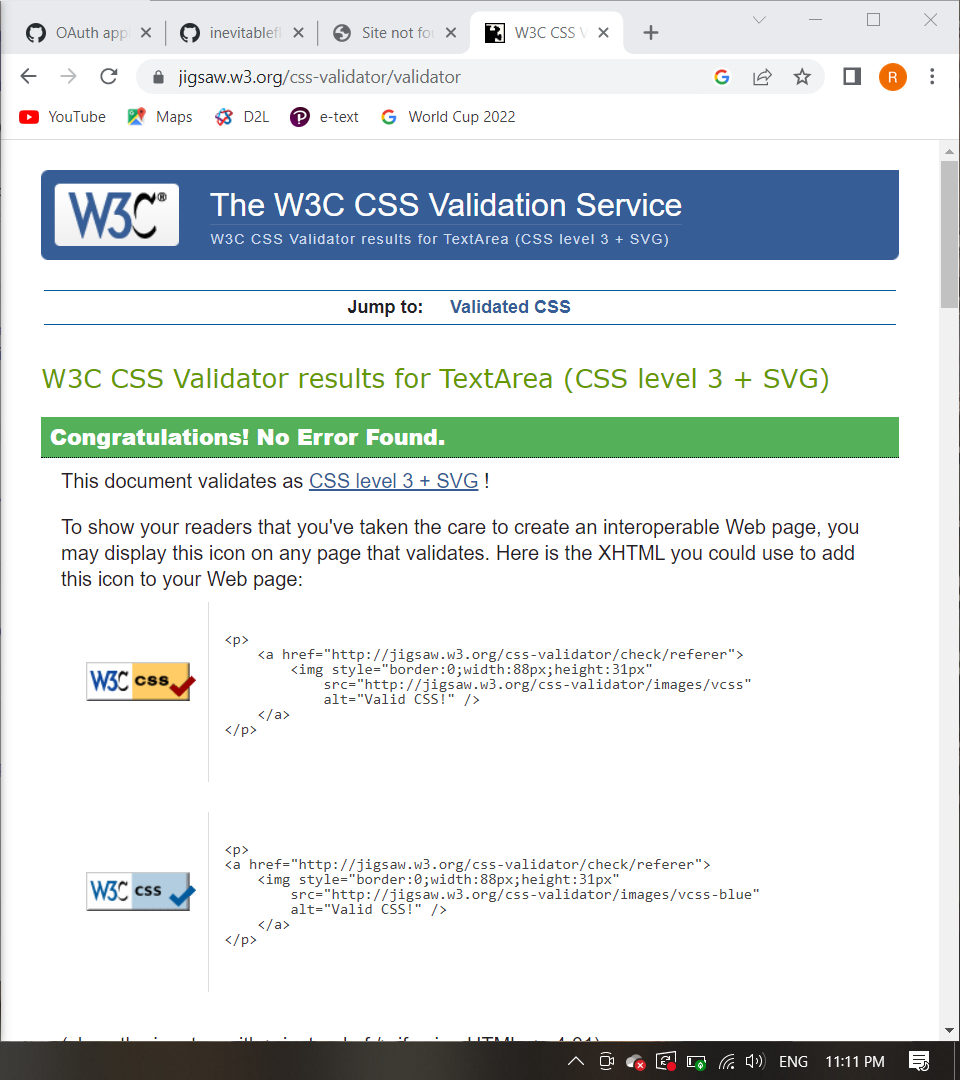 OAuth app
inevitablefl
Site not fou
W3C CSS V
jigsaw.w3.org/css-validator/validator
R
YouTube
Maps
D2L
e-text
World Cup 2022
W3C®
The W3C CSS Validation Service
W3C CSS Validator results for TextArea (CSS level 3 + SVG)
Jump to: Validated CSS
W3C CSS Validator results for TextArea (CSS level 3 + SVG)
Congratulations! No Error Found.
This document validates as CSS level 3 + SVG !
To show your readers that you've taken the care to create an interoperable Web page, you
may display this icon on any page that validates. Here is the XHTML you could use to add
this icon to your Web page:
W3C css
<p>
<a href="http://jigsaw.w3.org/css-validator/check/referer">
<img style="border:0;width:88px;height:31px"
src="http://jigsaw.w3.org/css-validator/images/vcss"
alt="Valid CSS!" />
</a>
</p>
W3C css
<p>
<a href="http://jigsaw.w3.org/css-validator/check/referer">
<img style="border:0;width:88px;height:31px"
src="http://jigsaw.w3.org/css-validator/images/vcss-blue"
alt="Valid CSS!" />
</a>
</p>
ENG
11:11 PM